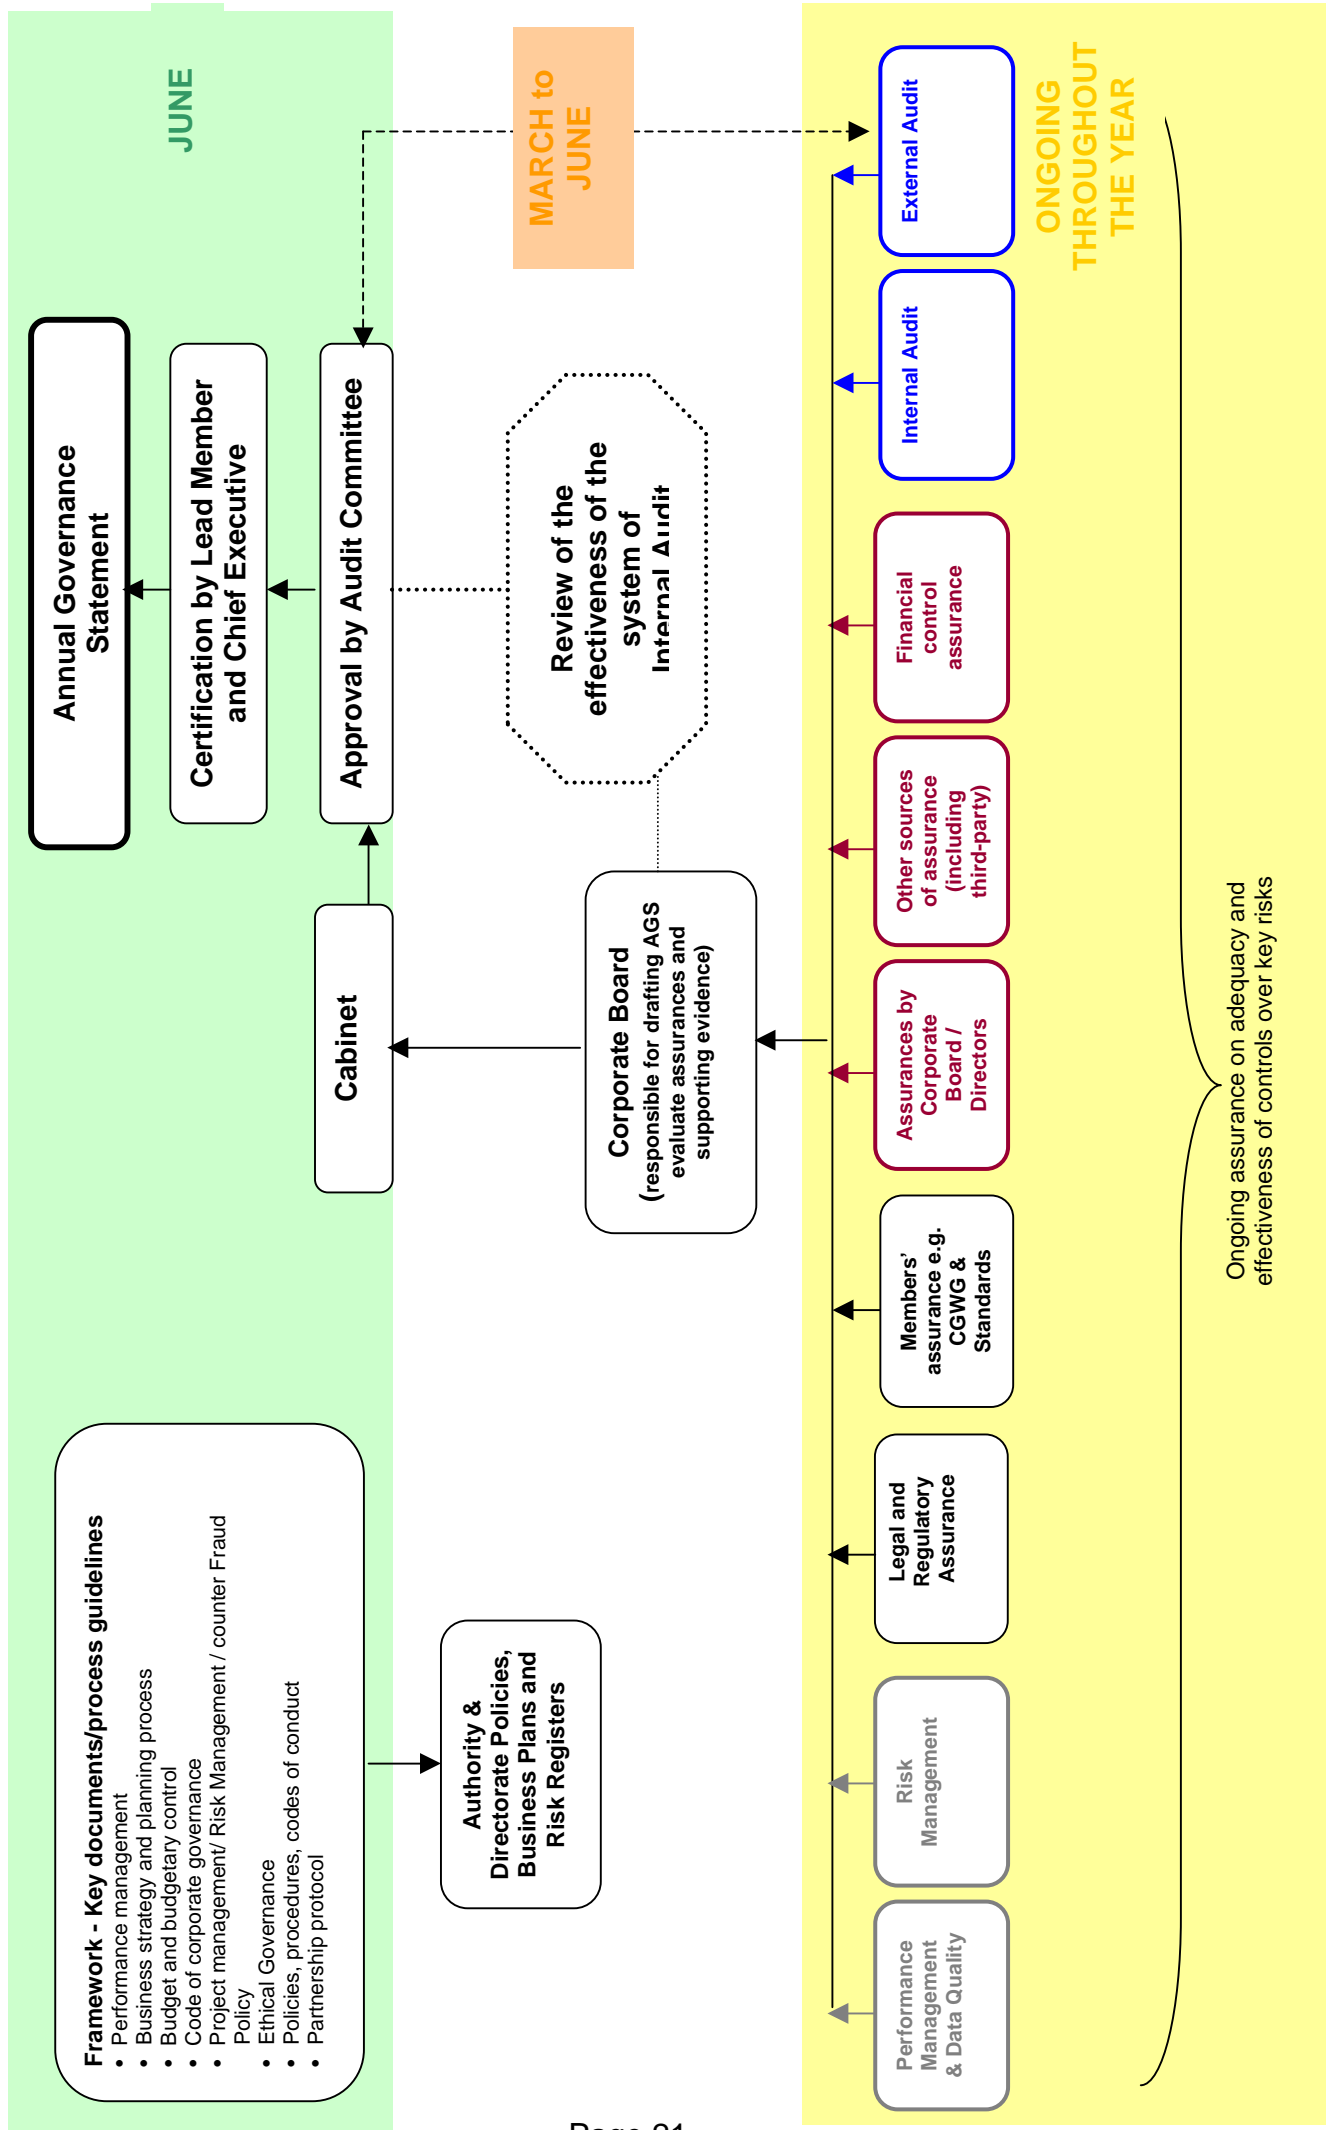 Framework - Key documents/process guidelines
• Performance management
• Business strategy and planning process
• Budget and budgetary control
• Code of corporate governance
• Project management/ Risk Management / counter Fraud
Policy
• Ethical Governance
• Policies, procedures, codes of conduct
• Partnership protocol
Annual Governance
Statement
JUNE
Certification by Lead Member
and Chief Executive
Cabinet
Approval by Audit Committee
Authority &
Directorate Policies,
Business Plans and
Risk Registers
Corporate Board
(responsible for drafting AGS
evaluate assurances and
supporting evidence)
Review of the
effectiveness of the
system of
Internal Audit
MARCH to
JUNE
Performance
Management
& Data Quality
Risk
Management
Legal and
Regulatory
Assurance
Members’
assurance e.g.
CGWG &
Standards
Assurances by
Corporate
Board /
Directors
Other sources
of assurance
(including
third-party)
Financial
control
assurance
Internal Audit
External Audit
ONGOING
THROUGHOUT
THE YEAR
Ongoing assurance on adequacy and
effectiveness of controls over key risks